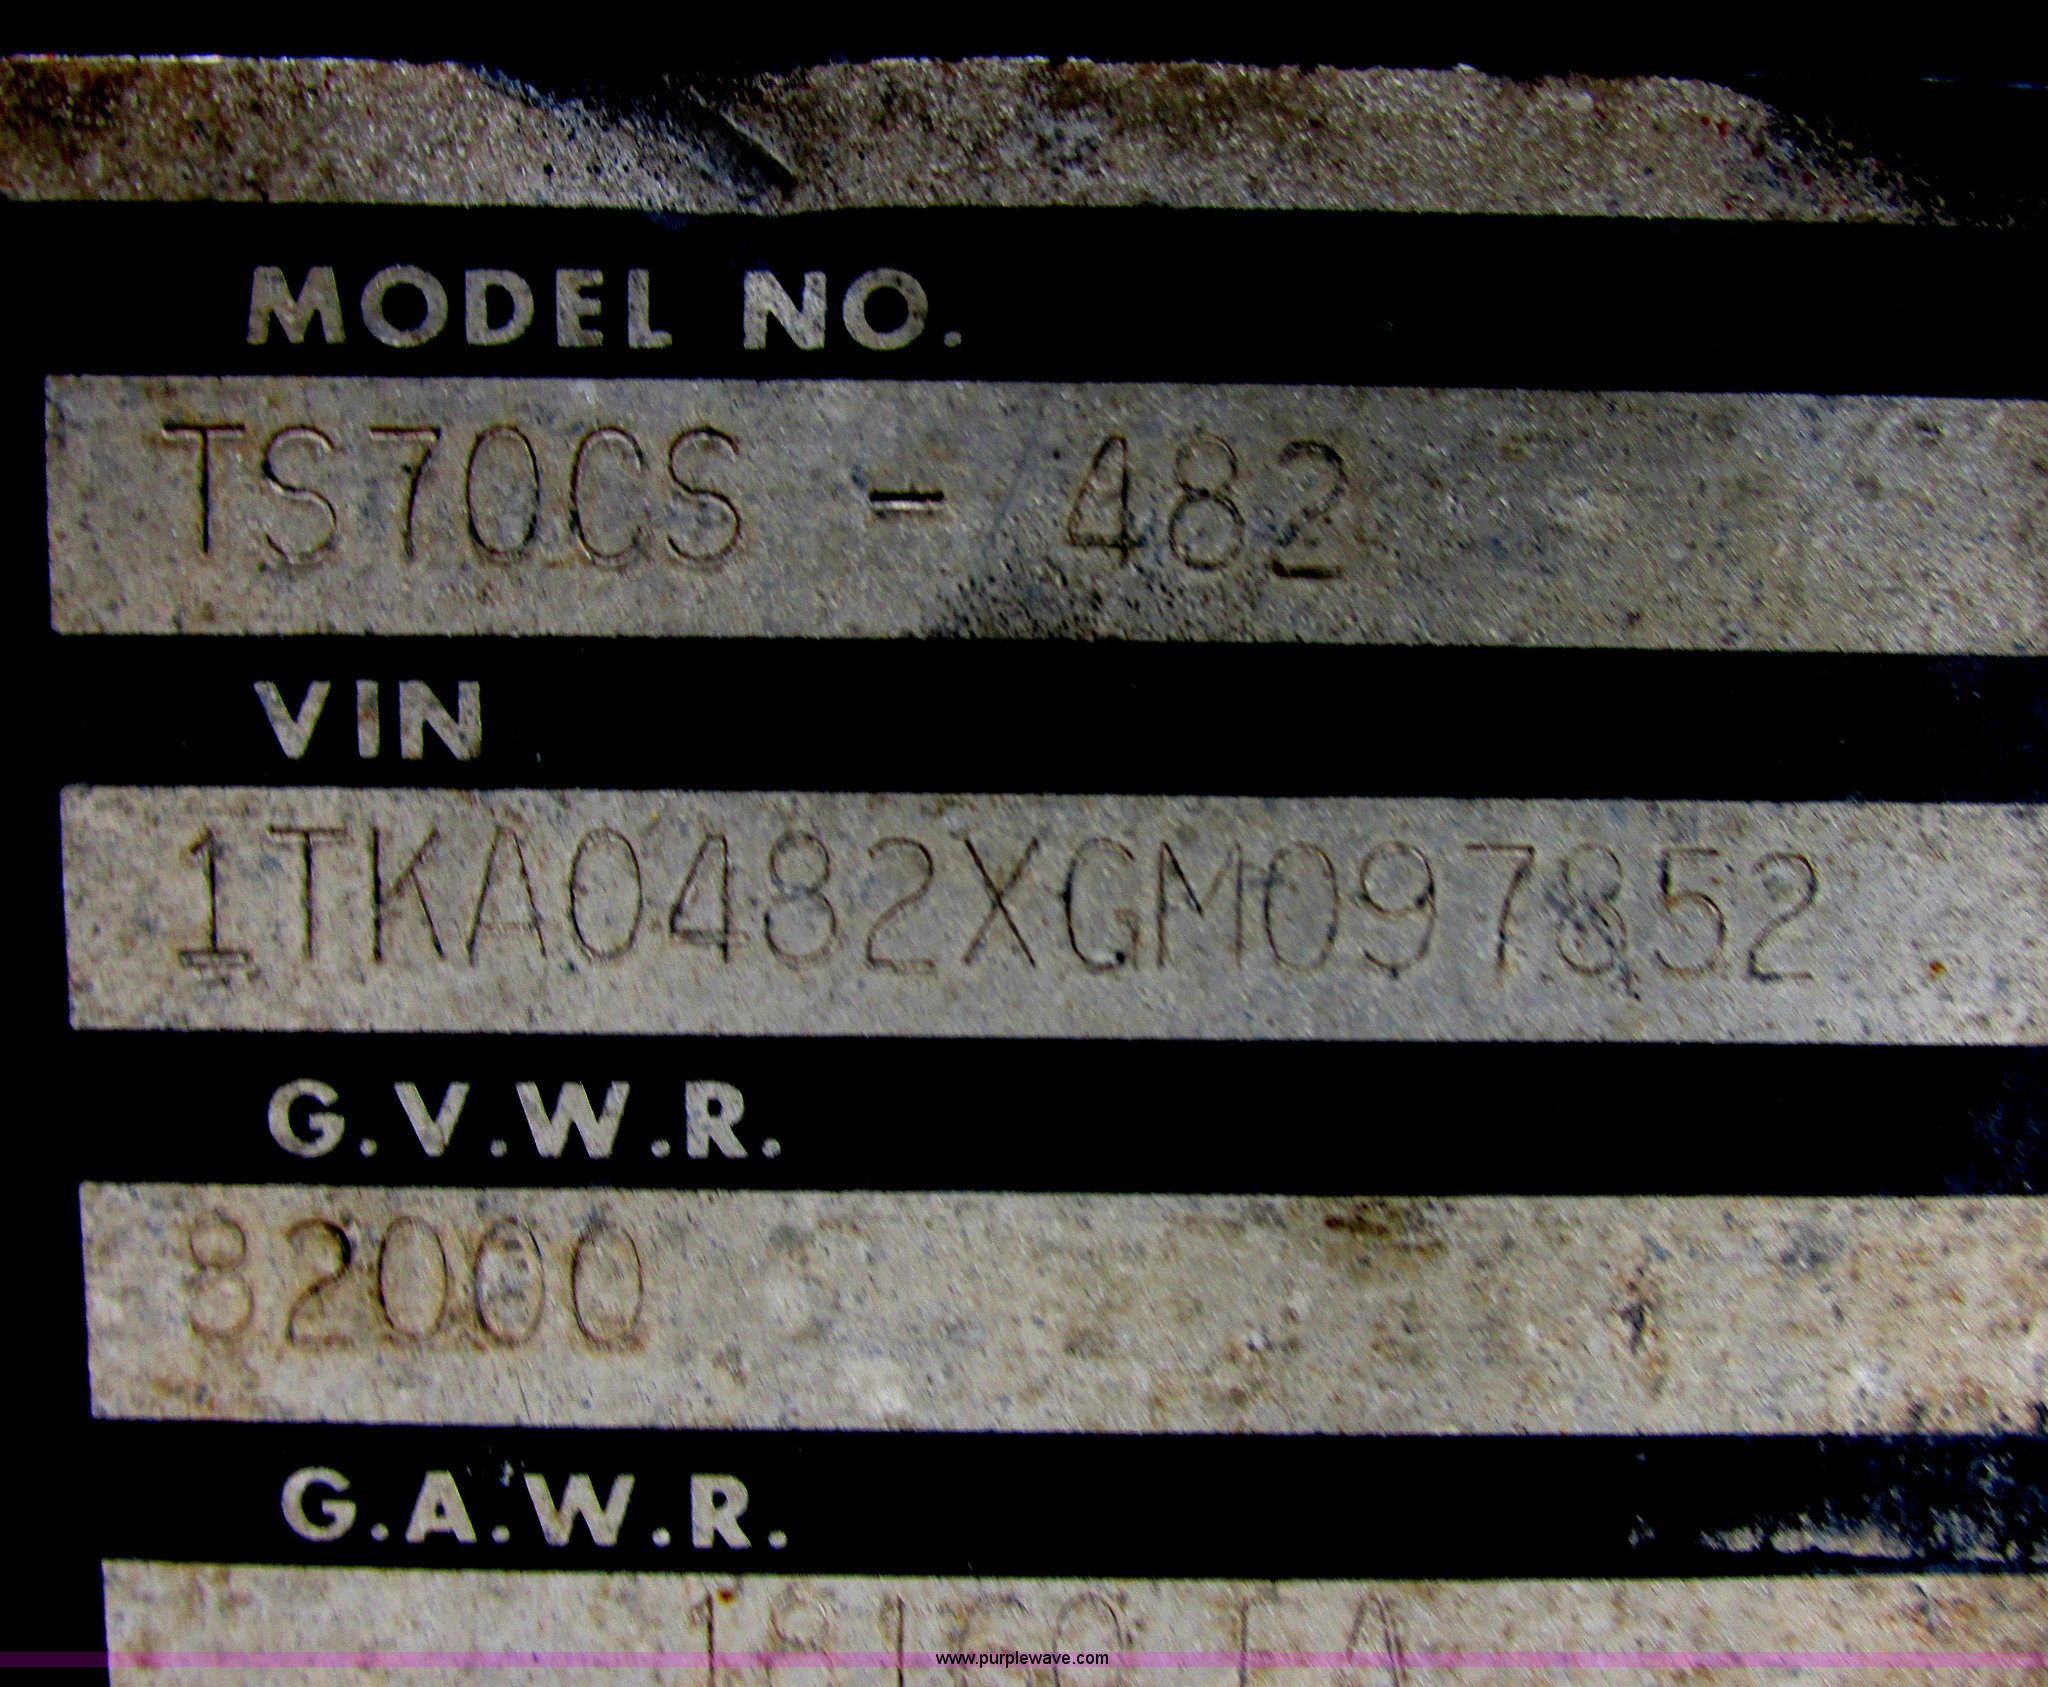 MODEL NO.
TS70CS - 482
VIN
1TKA0482XGM097852
G.V.W.R.
82000
G.A.W.R.
www.purplewave.com